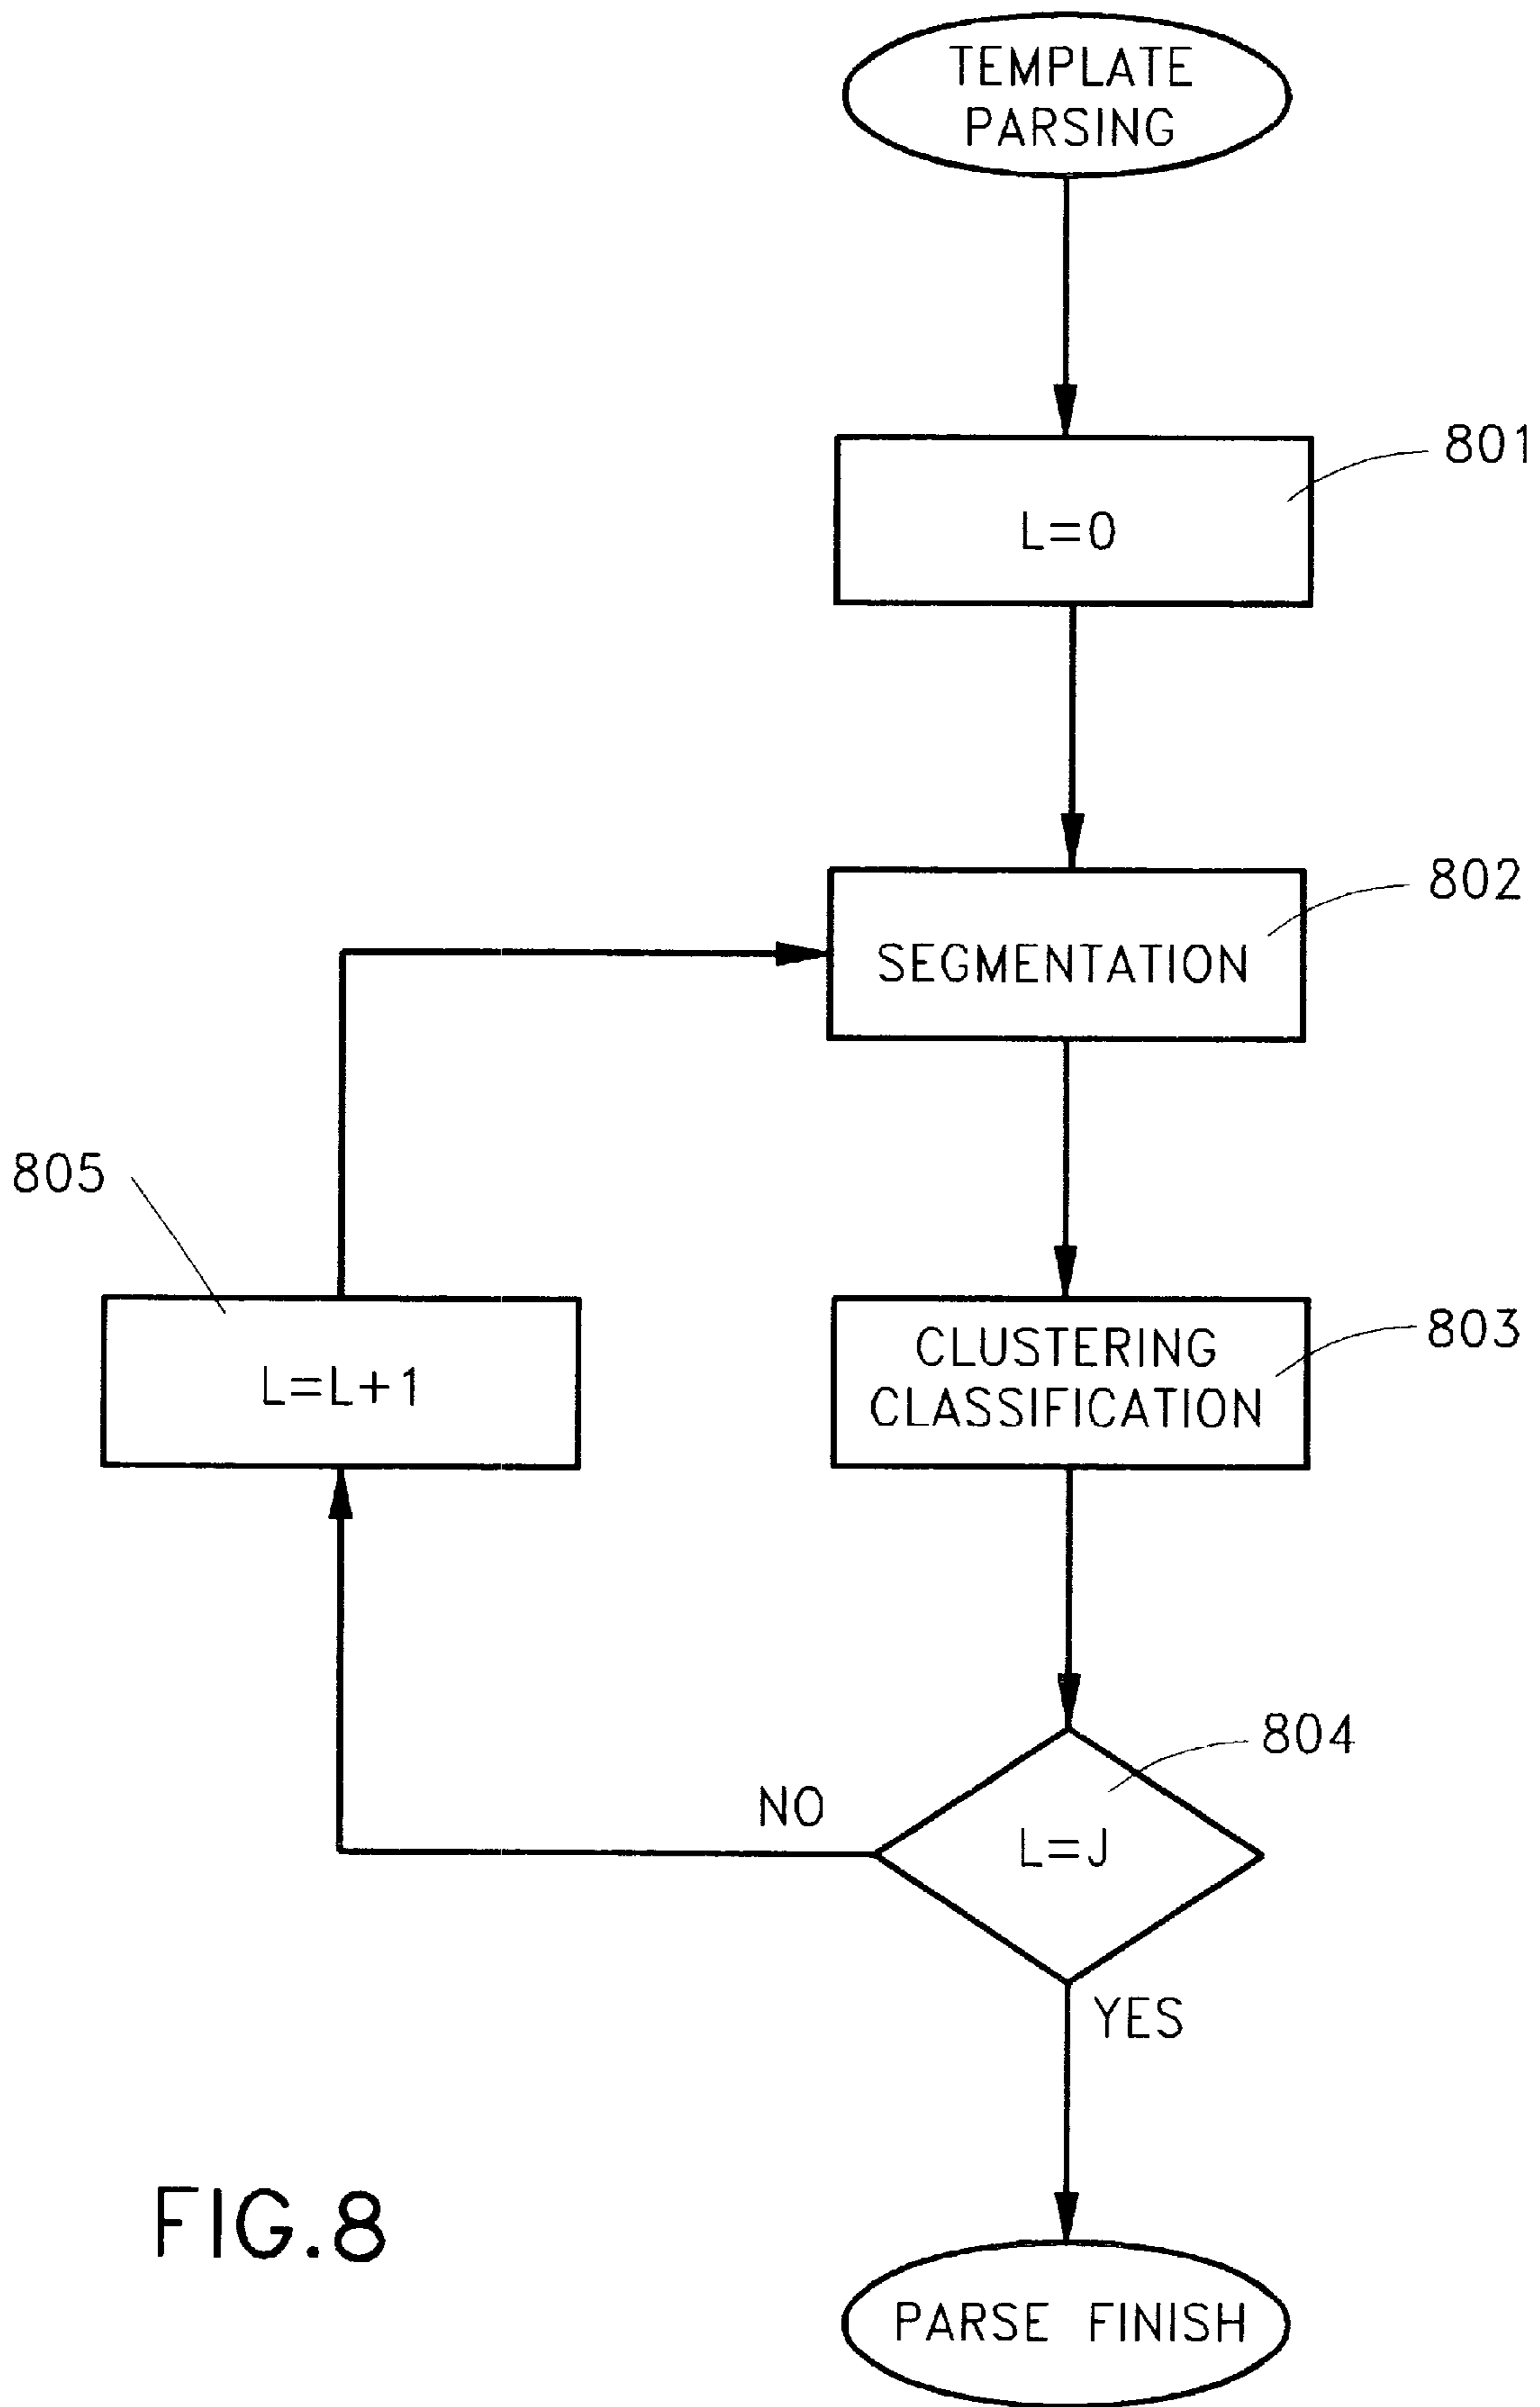 TEMPLATE
PARSING
801
L=0
802
SEGMENTATION
805
803
CLUSTERING
CLASSIFICATION
L=L+1
804
NO
L=J
YES
FIG.8
PARSE FINISH